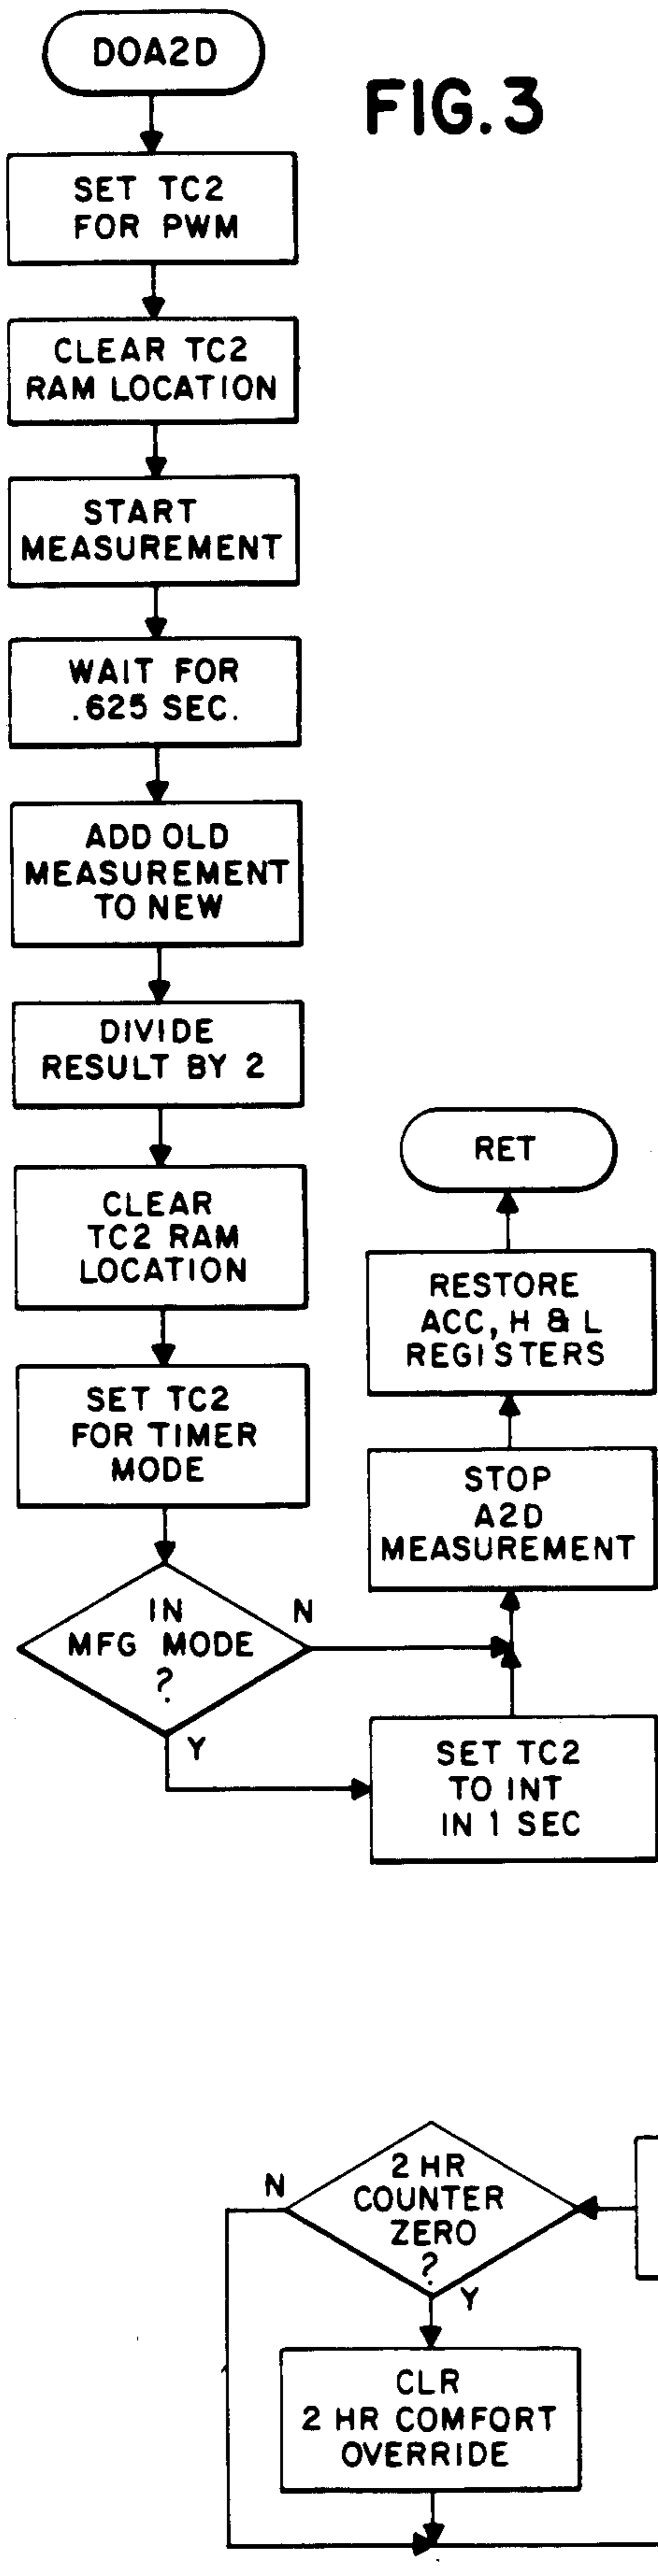 DOA2D
FIG. 3
SET TC2
FOR PWM
CLEAR TC2
RAM LOCATION
START
MEASUREMENT
WAIT FOR
.625 SEC.
ADD OLD
MEASUREMENT
TO NEW
DIVIDE
RESULT BY 2
CLEAR
TC2 RAM
LOCATION
SET TC2
FOR TIMER
MODE
IN
MFG MODE
?
N
Y
SET TC2
TO INT
IN 1 SEC
STOP
A2D
MEASUREMENT
RESTORE
ACC, H & L
REGISTERS
RET
2 HR
COUNTER
ZERO
?
N
Y
CLR
2 HR COMFORT
OVERRIDE